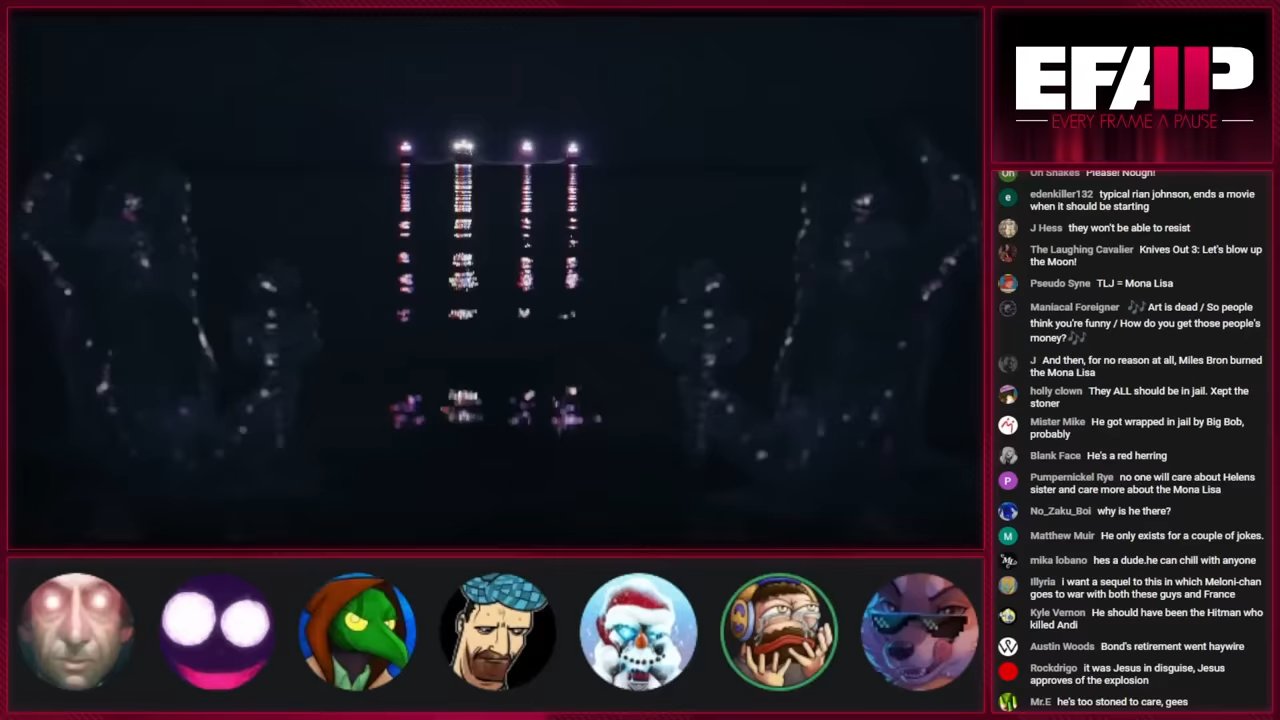 EFAP
EVERY FRAME A PAUSE
Oh Shakes Please! Nough!
edenkiller132 typical rian johnson, ends a movie
when it should be starting
J Hess they won't be able to resist
The Laughing Cavalier Knives Out 3: Let's blow up
the Moon!
Pseudo Syne TLJ = Mona Lisa
Maniacal Foreigner 🎶Art is dead / So people
think you're funny / How do you get those people's
money?🎶
J And then, for no reason at all, Miles Bron burned
the Mona Lisa
holly clown They ALL should be in jail. Xept the
stoner
Mister Mike He got wrapped in jail by Big Bob,
probably
Blank Face He's a red herring
P
Pumpernickel Rye no one will care about Helens
sister and care more about the Mona Lisa
No_Zaku_Boi why is he there?
M
Matthew Muir He only exists for a couple of jokes.
mika lobano hes a dude.he can chill with anyone
Illyria i want a sequel to this in which Meloni-chan
goes to war with both these guys and France
Kyle Vernon He should have been the Hitman who
killed Andi
Austin Woods Bond's retirement went haywire
Rockdrigo it was Jesus in disguise, Jesus
approves of the explosion
Mr.E he's too stoned to care, gees